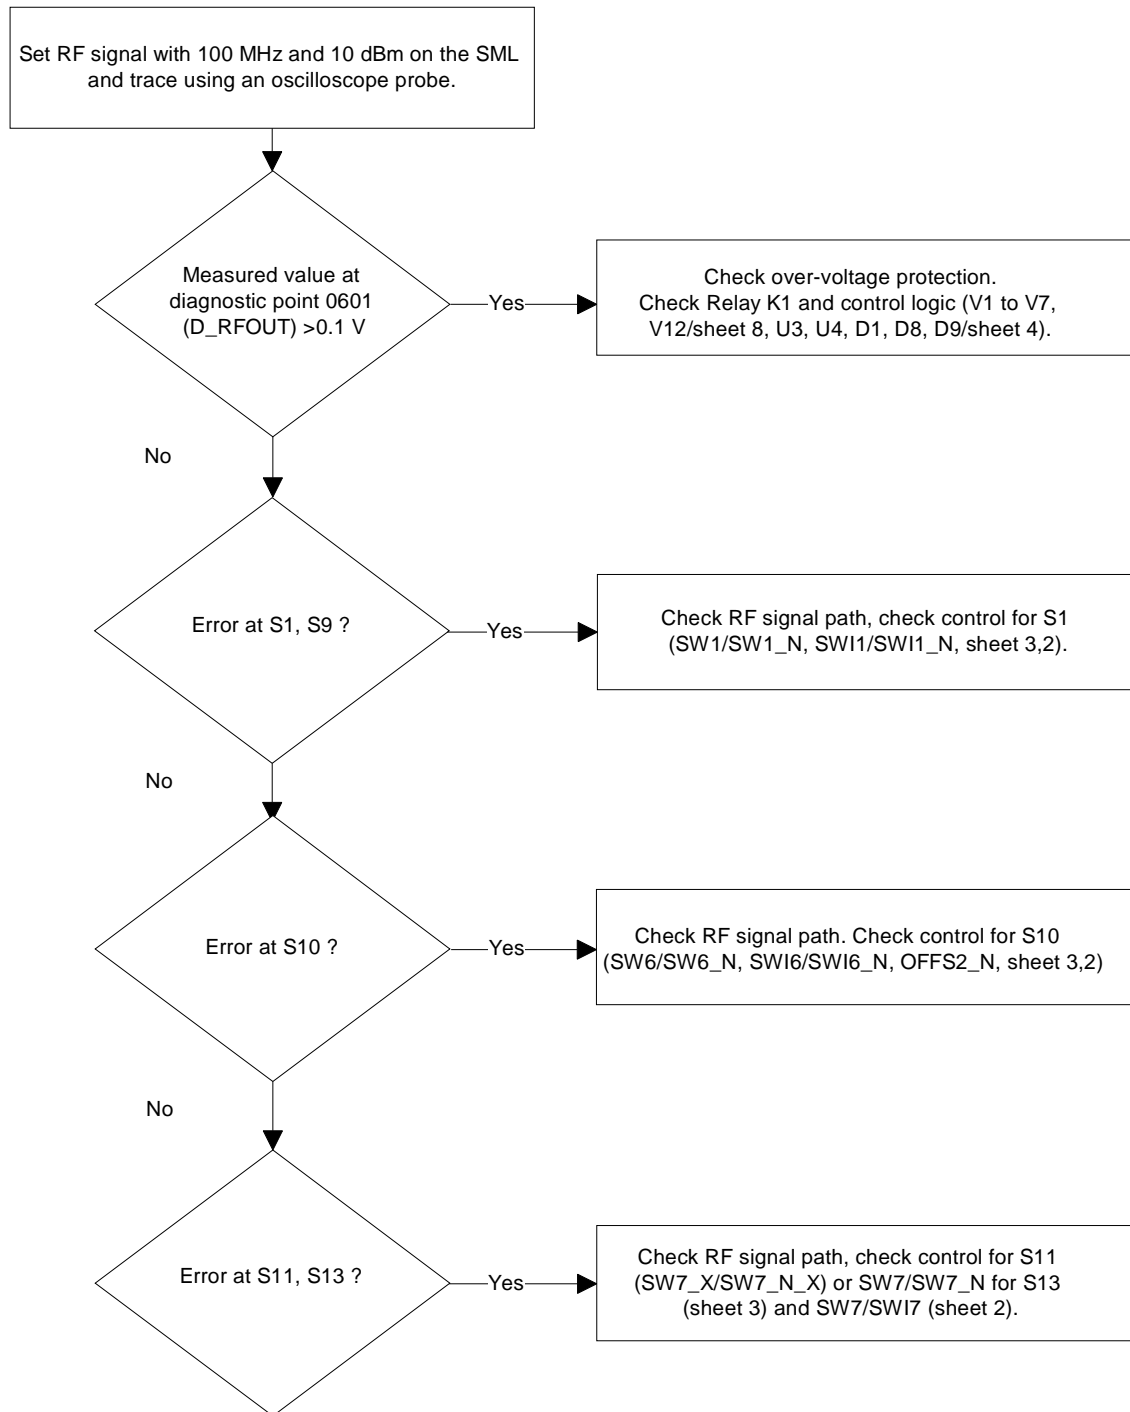 Set RF signal with 100 MHz and 10 dBm on the SML
and trace using an oscilloscope probe.
Measured value at
diagnostic point 0601
(D_RFOUT) >0.1 V
Yes
Check over-voltage protection.
Check Relay K1 and control logic (V1 to V7,
V12/sheet 8, U3, U4, D1, D8, D9/sheet 4).
No
Error at S1, S9 ?
Yes
Check RF signal path, check control for S1
(SW1/SW1_N, SWI1/SWI1_N, sheet 3,2).
No
Error at S10 ?
Yes
Check RF signal path. Check control for S10
(SW6/SW6_N, SWI6/SWI6_N, OFFS2_N, sheet 3,2)
No
Error at S11, S13 ?
Yes
Check RF signal path, check control for S11
(SW7_X/SW7_N_X) or SW7/SW7_N for S13
(sheet 3) and SW7/SWI7 (sheet 2).